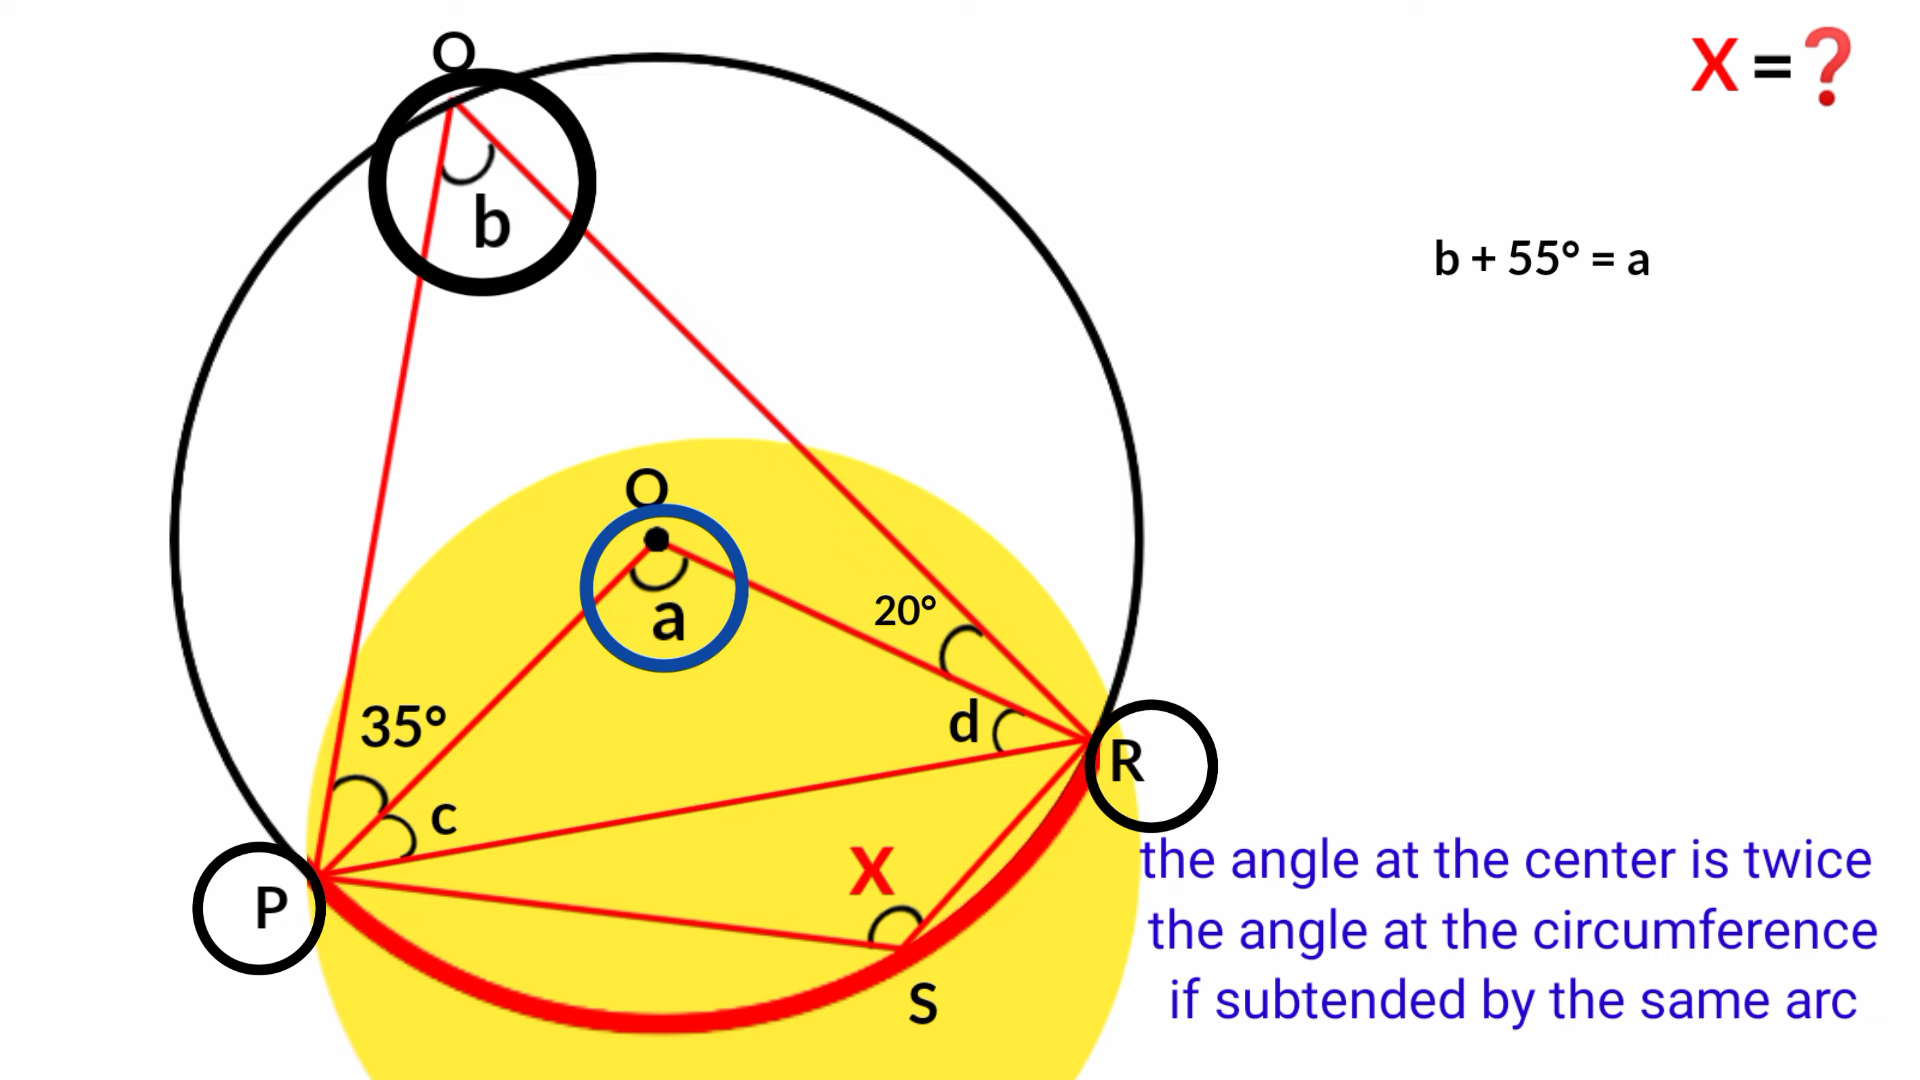 O
X = ❓
b
b + 55° = a
O
a
20°
35°
d
R
c
X
P
S
the angle at the center is twice
the angle at the circumference
if subtended by the same arc